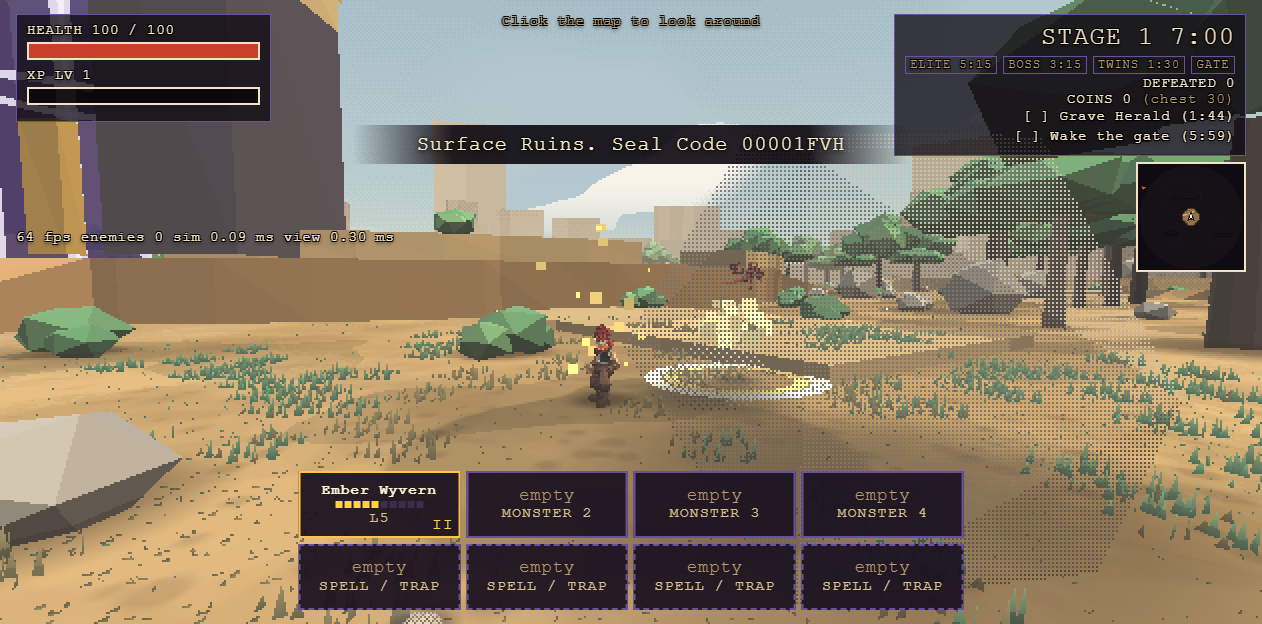 HEALTH 100 / 100
XP LV 1
Click the map to look around
STAGE 1 7:00
ELITE 5:15 BOSS 3:15 TWINS 1:30 GATE
DEFEATED 0
COINS 0 (chest 30)
[ ] Grave Herald (1:44)
[ ] Wake the gate (5:59)
Surface Ruins. Seal Code 00001FVH
64 fps enemies 0 sim 0.09 ms view 0.30 ms
Ember Wyvern
L5
II
empty
MONSTER 2
empty
MONSTER 3
empty
MONSTER 4
empty
SPELL / TRAP
empty
SPELL / TRAP
empty
SPELL / TRAP
empty
SPELL / TRAP